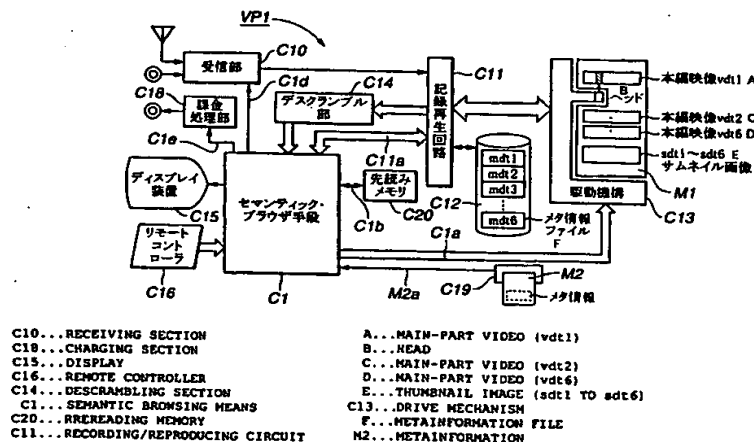 VP1
C10
受信部
C1d
C14
C11
C18
課金
処理部
デスクランブル
部
記録再生回路
本編映像vdt1 A
B
ヘッド
本編映像vdt2 C
本編映像vdt6 D
sdt1～sdt6 E
サムネイル画像
C1e
C11a
mdt1
mdt2
mdt3
mdt6
ディスプレイ
装置
セマンティック・
ブラウザ手段
先読み
メモリ
C12
駆動機構
M1
C15
C1b
C20
メタ情報
ファイル
F
C13
リモート
コント
ローラ
C1a
C16
C1
M2a
C19
M2
メタ情報
C10...RECEIVING SECTION
C18...CHARGING SECTION
C15...DISPLAY
C16...REMOTE CONTROLLER
C14...DESCRAMBLING SECTION
C1...SEMANTIC BROWSING MEANS
C20...RREREADING MEMORY
C11...RECORDING/REPRODUCING CIRCUIT
A...MAIN-PART VIDEO (vdt1)
B...HEAD
C...MAIN-PART VIDEO (vdt2)
D...MAIN-PART VIDEO (vdt6)
E...THUMBNAIL IMAGE (sdt1 TO sdt6)
C13...DRIVE MECHANISM
F...METAINFORMATION FILE
M2...METAINFORMATION